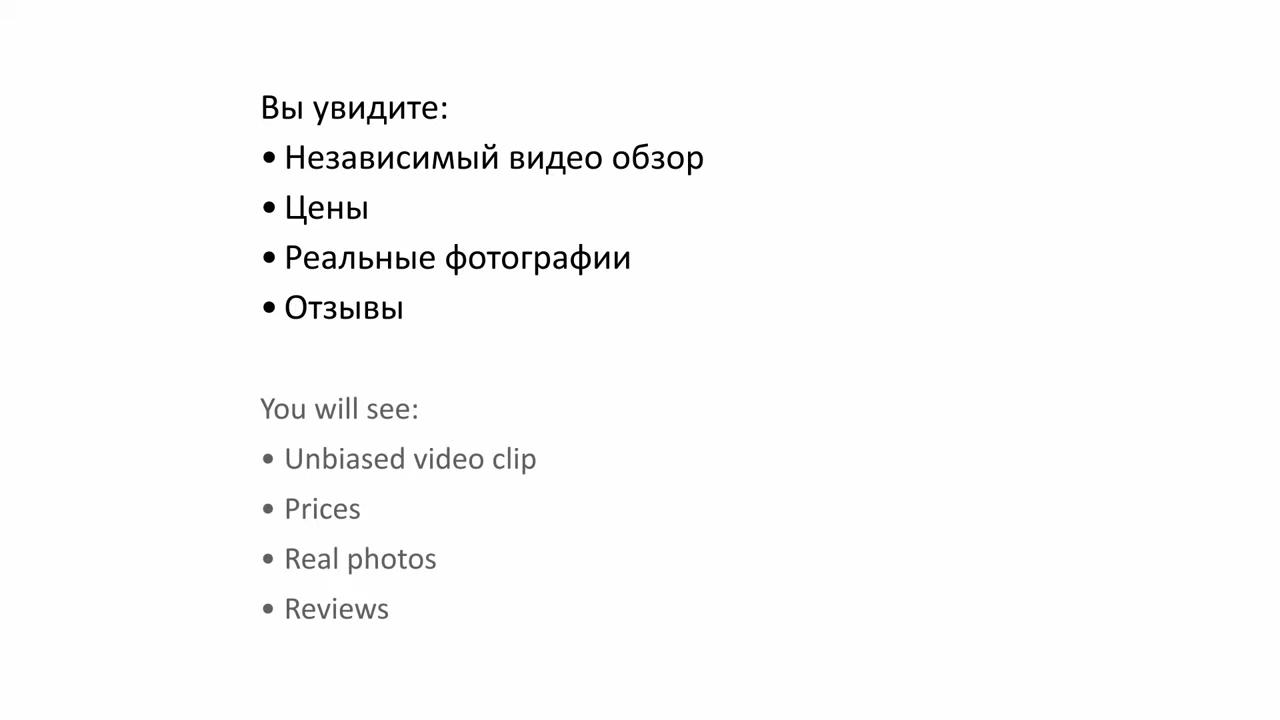 Вы увидите:
• Независимый видео обзор
• Цены
• Реальные фотографии
• Отзывы
You will see:
• Unbiased video clip
• Prices
• Real photos
• Reviews